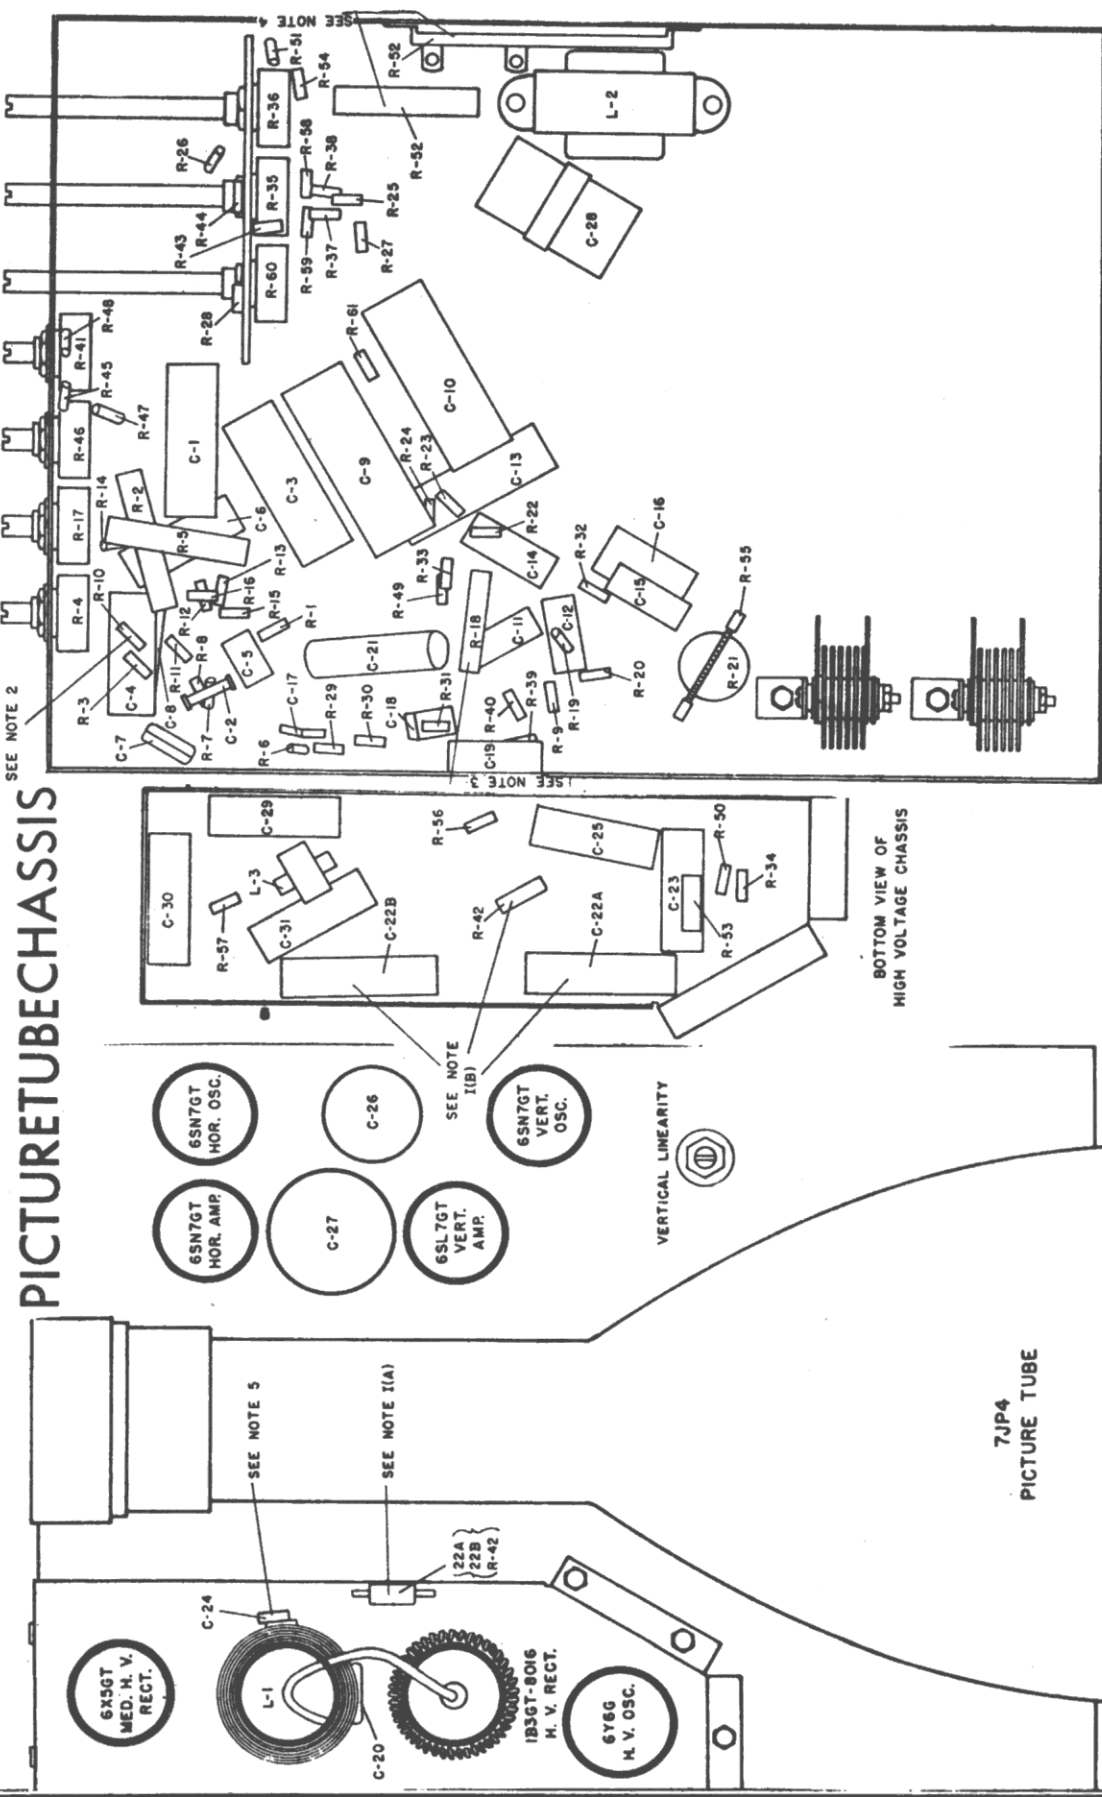 PICTURETUBECHASSIS
SEE NOTE 4
SEE NOTE 2
R-51
R-54
R-36
R-52
R-52
L-2
R-26
R-58
R-38
R-25
R-44
R-35
R-43
R-59
R-37
R-27
R-60
R-28
C-28
R-48
R-41
R-45
R-47
R-46
R-14
R-17
R-10
R-4
C-1
R-61
C-10
C-9
C-3
R-24
R-23
C-13
R-2
R-5
C-6
R-13
R-16
R-15
R-12
R-1
R-8
R-11
R-3
C-4
C-8
C-7
R-7
C-2
C-5
C-21
C-17
R-29
R-6
R-30
C-18
R-31
R-33
R-49
R-18
R-22
C-14
C-11
C-12
R-32
C-16
C-15
R-55
R-21
R-20
R-19
R-9
R-39
R-40
C-19
SEE NOTE 3
C-29
C-30
L-3
C-31
R-57
C-22B
R-56
R-42
C-25
C-22A
C-23
R-53
R-50
R-34
SEE NOTE
1(B)
BOTTOM VIEW OF
HIGH VOLTAGE CHASSIS
6SN7GT
HOR. OSC.
C-26
6SN7GT
VERT.
OSC.
6SN7GT
HOR. AMP.
C-27
6SL7GT
VERT.
AMP.
VERTICAL LINEARITY
SEE NOTE 5
SEE NOTE 1(A)
C-24
22A
22B
R-42
6X5GT
MED. H. V.
RECT.
L-1
C-20
1B3GT-8016
H. V. RECT.
6Y6G
H. V. OSC.
7JP4
PICTURE TUBE